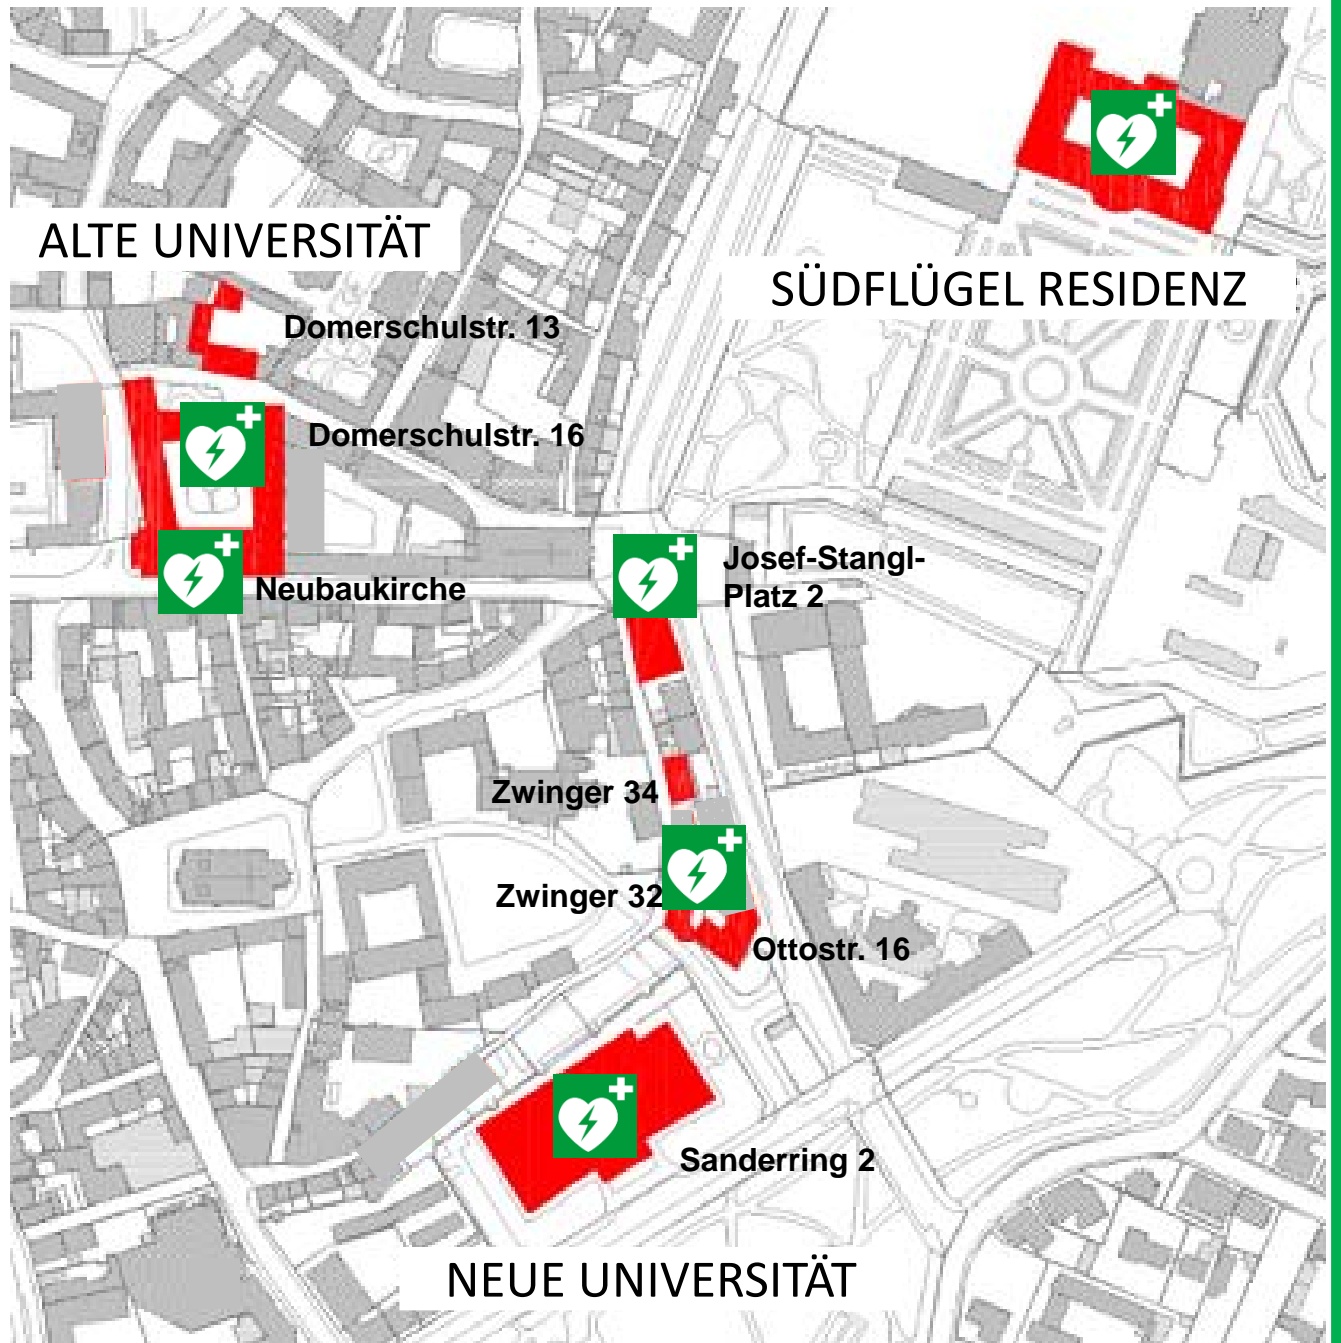 ALTE UNIVERSITÄT
SÜDFLÜGEL RESIDENZ
Domerschulstr. 13
Domerschulstr. 16
Neubaukirche
Josef-Stangl-
Platz 2
Zwinger 34
Zwinger 32
Ottostr. 16
Sanderring 2
NEUE UNIVERSITÄT